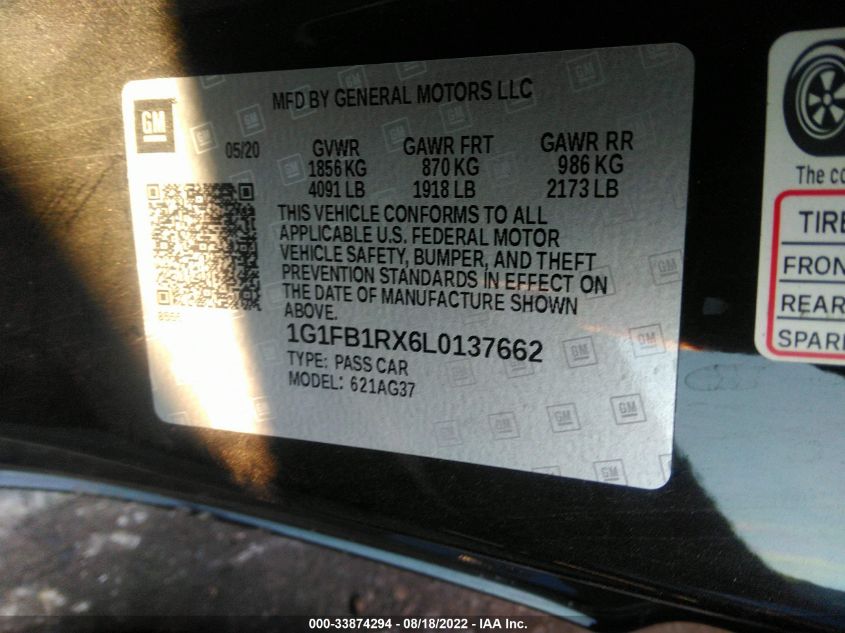 GM
MFD BY GENERAL MOTORS LLC
05/20
GVWR GAWR FRT GAWR RR
1856 KG 870 KG 986 KG
4091 LB 1918 LB 2173 LB
THIS VEHICLE CONFORMS TO ALL
APPLICABLE U.S. FEDERAL MOTOR
VEHICLE SAFETY, BUMPER, AND THEFT
PREVENTION STANDARDS IN EFFECT ON
THE DATE OF MANUFACTURE SHOWN
ABOVE.
1G1FB1RX6L0137662
TYPE: PASS CAR
MODEL: 621AG37
The co
TIRE
FRON
REAR
SPAR
000-33874294 - 08/18/2022 - IAA Inc.